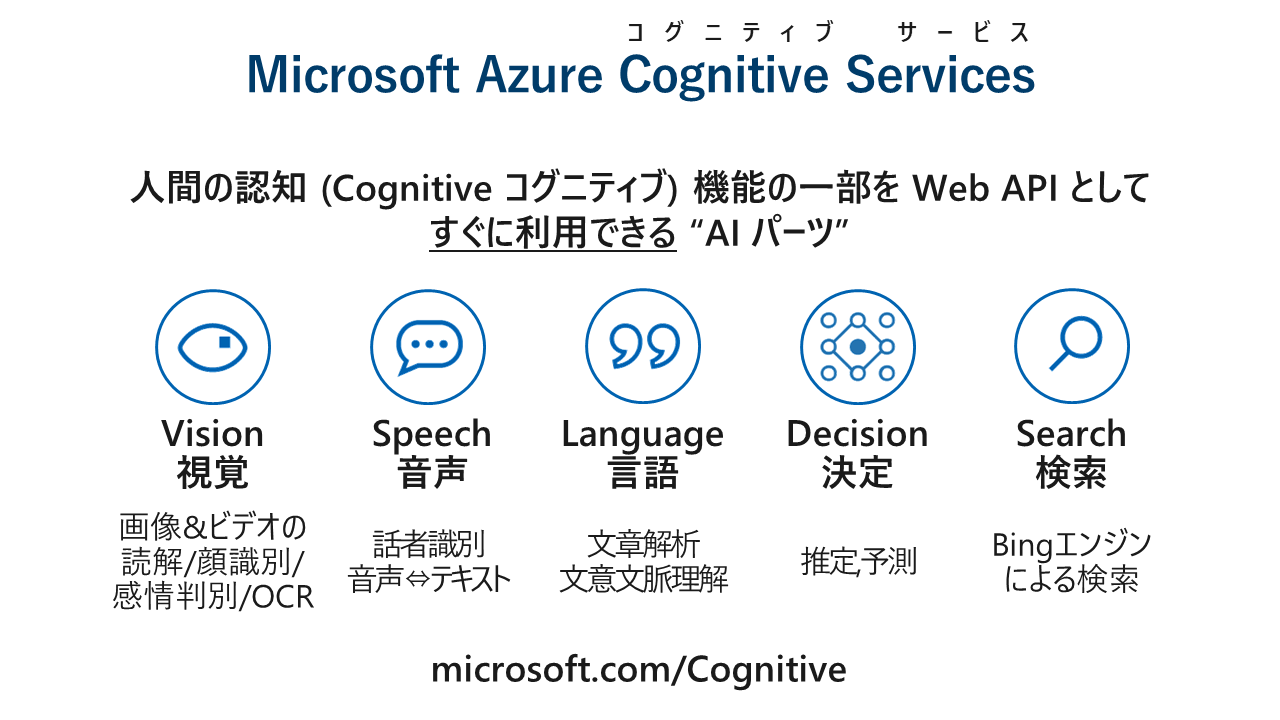 コグニティブ サービス
Microsoft Azure Cognitive Services
人間の認知 (Cognitive コグニティブ) 機能の一部を Web API として
すぐに利用できる “AI パーツ”
Vision
視覚
画像&ビデオの
読解/顔識別/
感情判別/OCR
Speech
音声
話者識別
音声⇔テキスト
Language
言語
文章解析
文意文脈理解
Decision
決定
推定,予測
Search
検索
Bingエンジン
による検索
microsoft.com/Cognitive